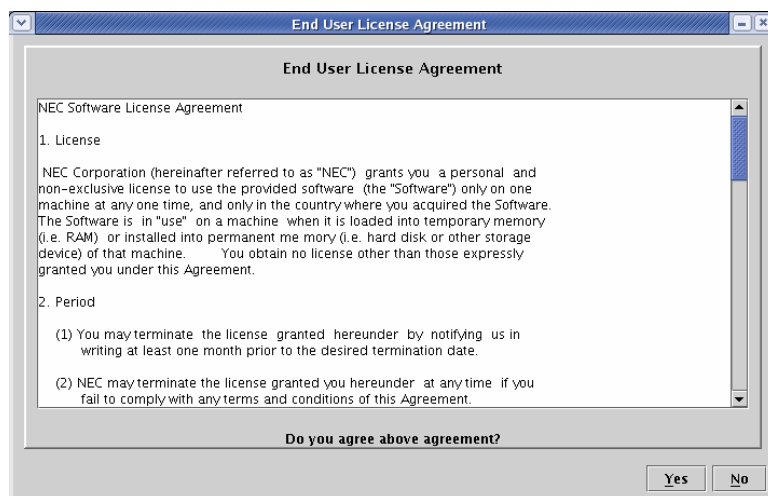 End User License Agreement
End User License Agreement
NEC Software License Agreement
1. License
NEC Corporation (hereinafter referred to as "NEC") grants you a personal and
non-exclusive license to use the provided software (the "Software") only on one
machine at any one time, and only in the country where you acquired the Software.
The Software is in "use" on a machine when it is loaded into temporary memory
(i.e. RAM) or installed into permanent me mory (i.e. hard disk or other storage
device) of that machine. You obtain no license other than those expressly
granted you under this Agreement.
2. Period
(1) You may terminate the license granted hereunder by notifying us in
writing at least one month prior to the desired termination date.
(2) NEC may terminate the license granted you hereunder at any time if you
fail to comply with any terms and conditions of this Agreement.
Do you agree above agreement?
Yes No